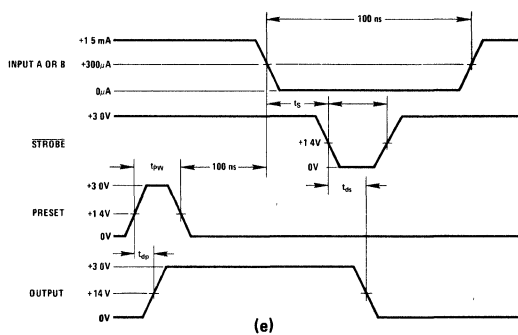 100 ns
+1 5 mA
INPUT A OR B
+300μA
0μA
tS
+3 0V
STROBE
+1 4V
0V
tPW
100 ns
tds
+3 0V
PRESET
+1 4V
0V
tdp
+3 0V
OUTPUT
+1 4 V
0V
(e)